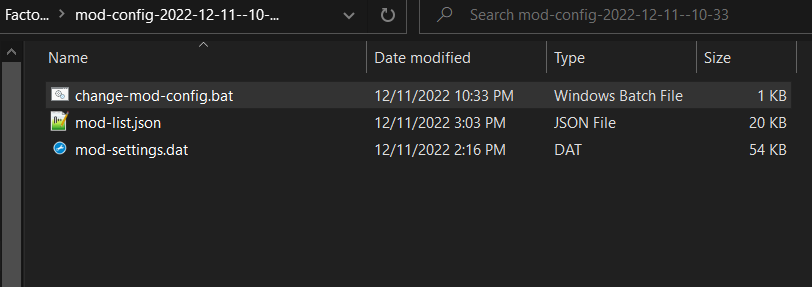 Facto... mod-config-2022-12-11--10-... Search mod-config-2022-12-11--10-33
Name Date modified Type Size
change-mod-config.bat 12/11/2022 10:33 PM Windows Batch File 1 KB
mod-list.json 12/11/2022 3:03 PM JSON File 20 KB
mod-settings.dat 12/11/2022 2:16 PM DAT 54 KB